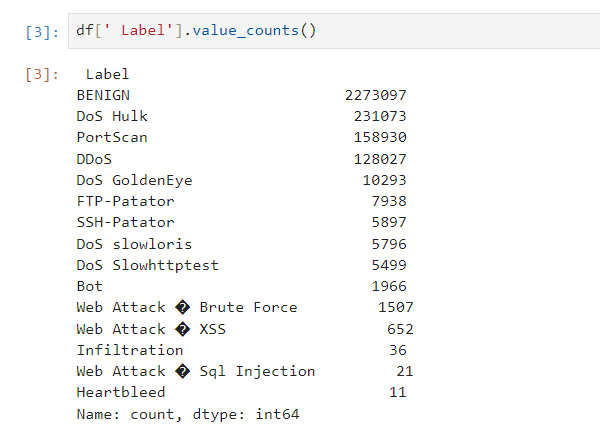 [3]: df[' Label'].value_counts()
[3]: Label
BENIGN 2273097
DoS Hulk 231073
PortScan 158930
DDoS 128027
DoS GoldenEye 10293
FTP-Patator 7938
SSH-Patator 5897
DoS slowloris 5796
DoS Slowhttptest 5499
Bot 1966
Web Attack � Brute Force 1507
Web Attack � XSS 652
Infiltration 36
Web Attack � Sql Injection 21
Heartbleed 11
Name: count, dtype: int64